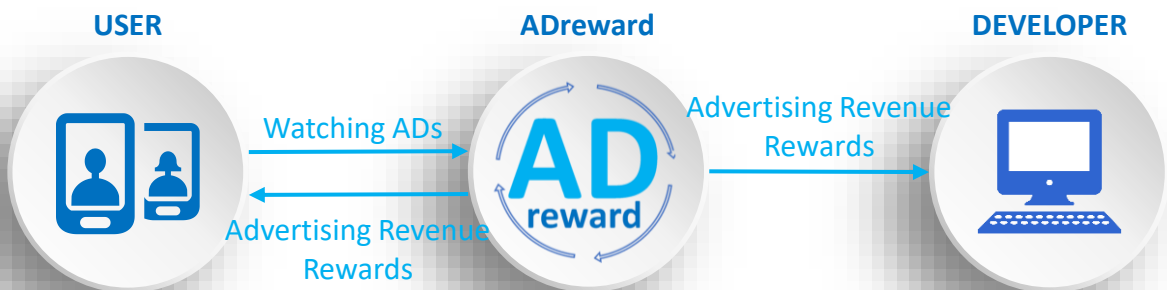 USER
ADreward
DEVELOPER
Watching ADs
Advertising Revenue
Rewards
AD
reward
Advertising Revenue
Rewards